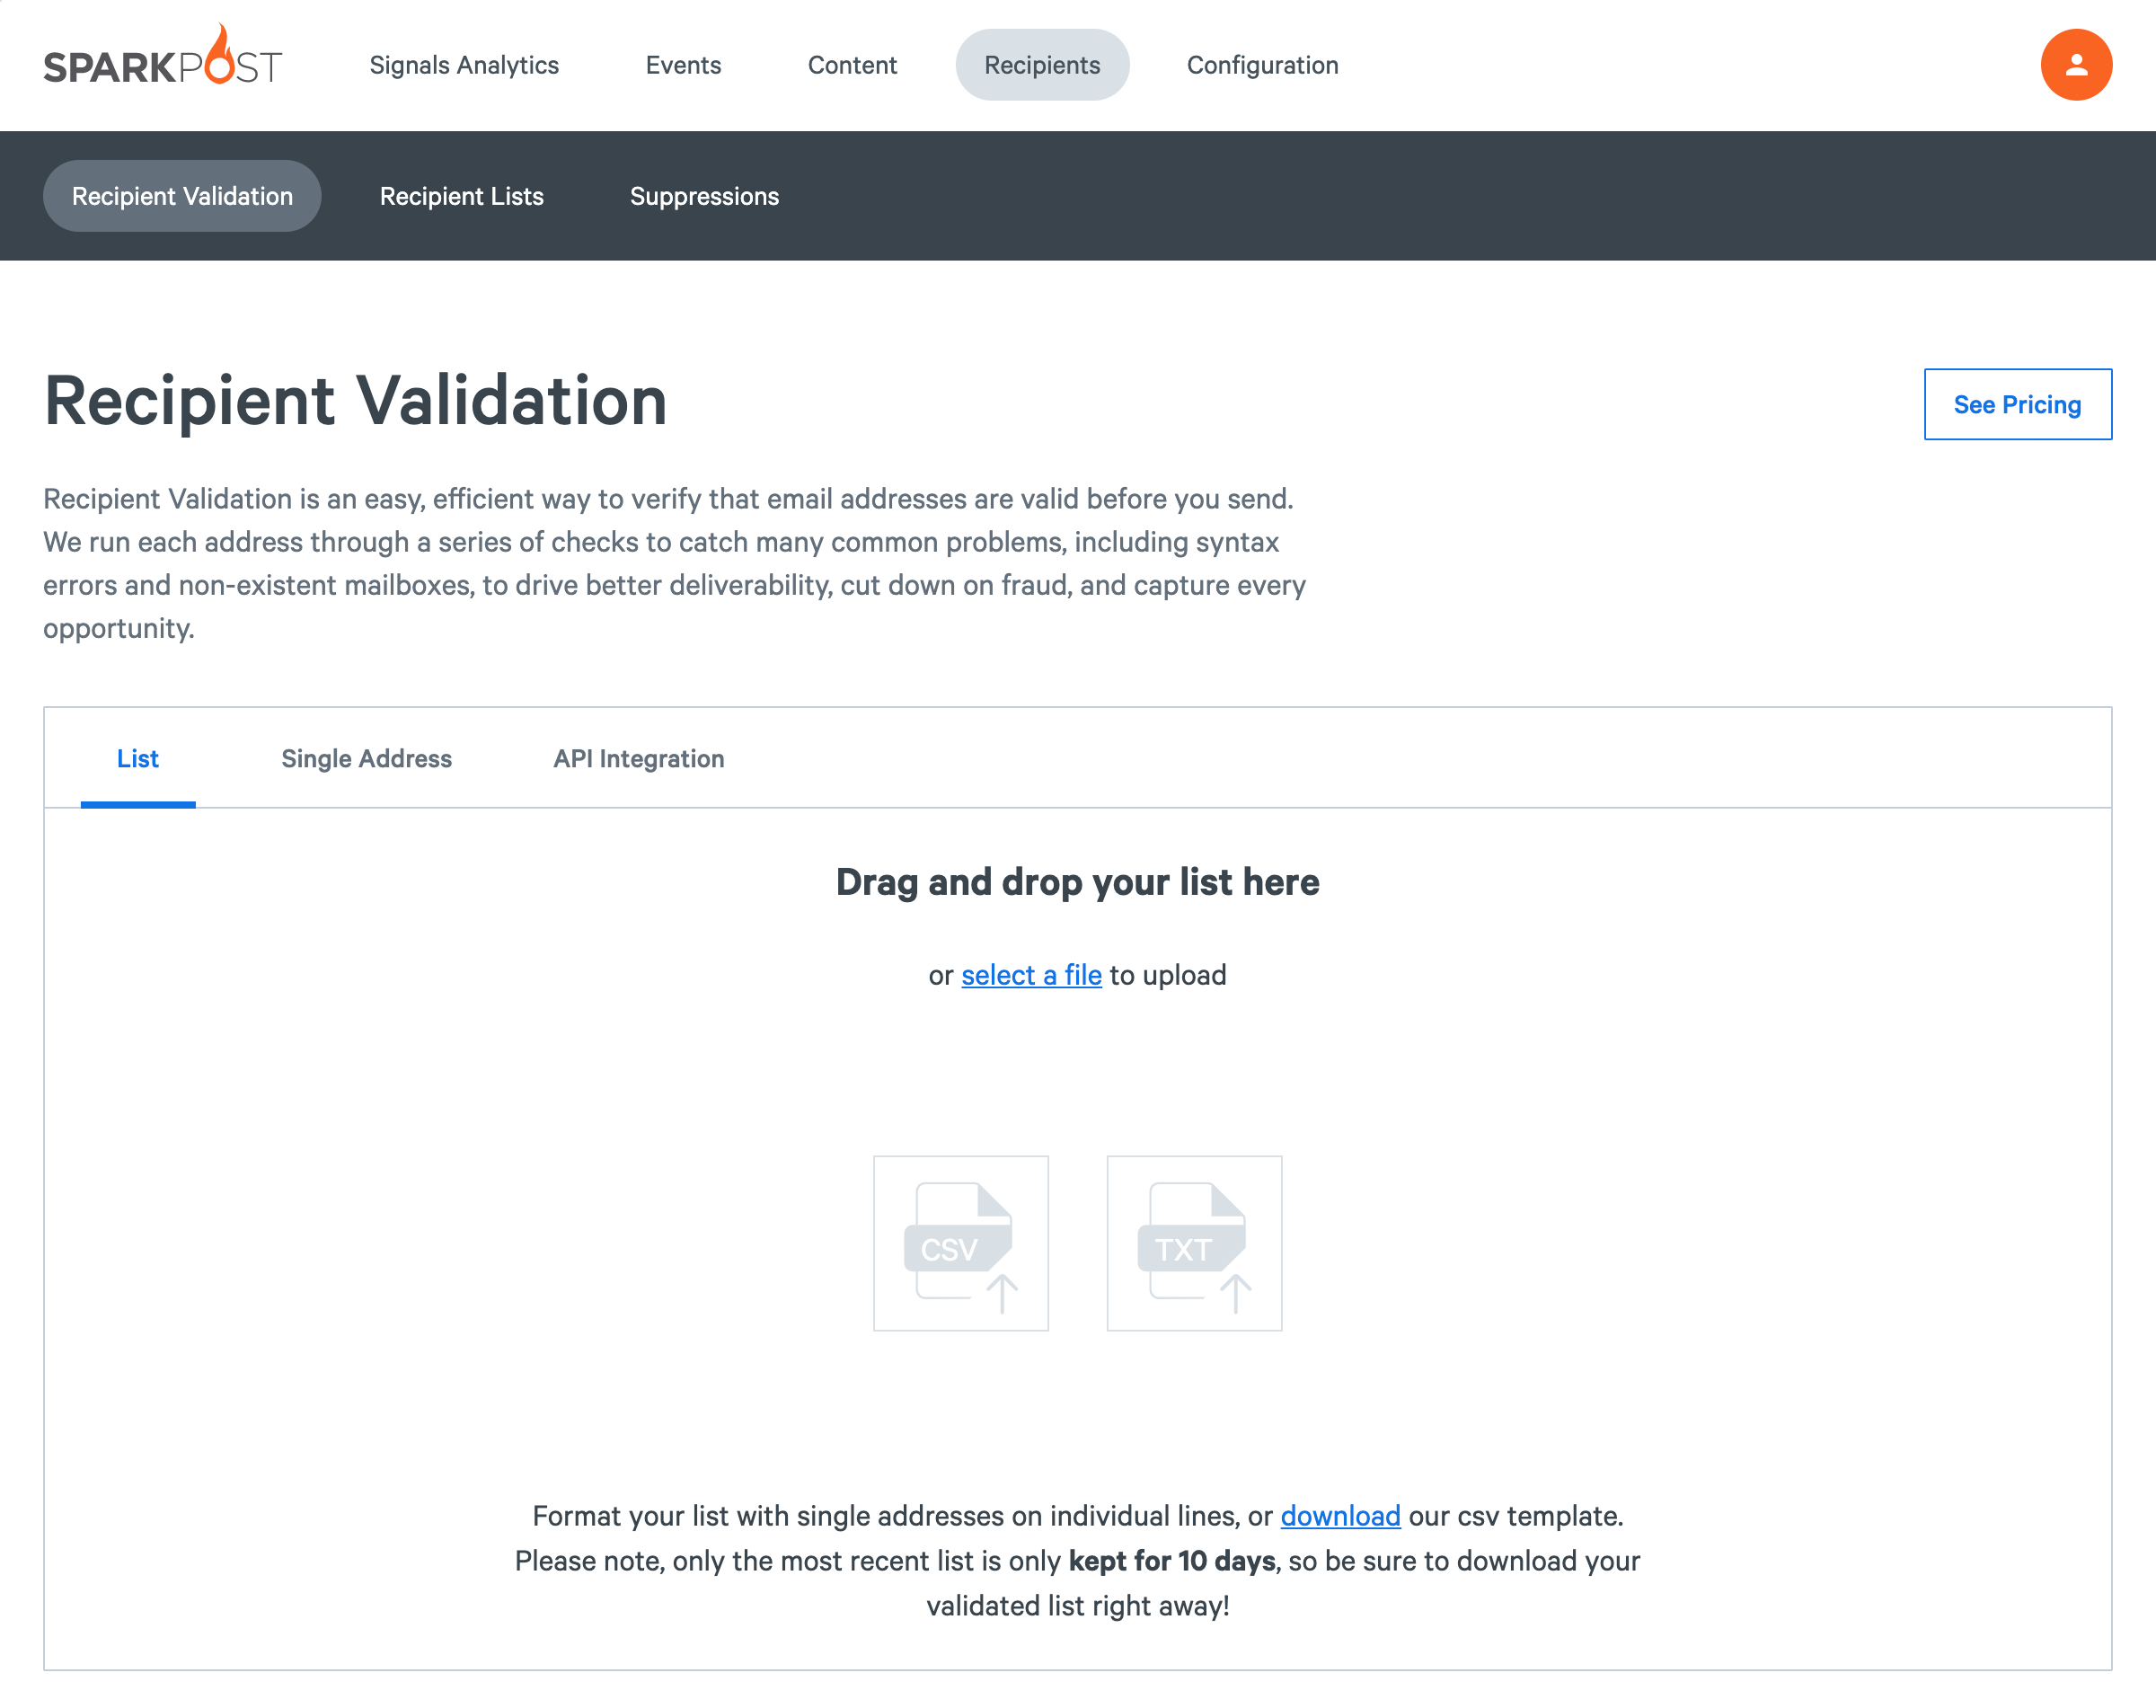 SPARKPOST Signals Analytics Events Content Recipients Configuration
Recipient Validation Recipient Lists Suppressions
Recipient Validation
See Pricing
Recipient Validation is an easy, efficient way to verify that email addresses are valid before you send.
We run each address through a series of checks to catch many common problems, including syntax
errors and non-existent mailboxes, to drive better deliverability, cut down on fraud, and capture every
opportunity.
List Single Address API Integration
Drag and drop your list here
or select a file to upload
CSV TXT
Format your list with single addresses on individual lines, or download our csv template.
Please note, only the most recent list is only kept for 10 days, so be sure to download your
validated list right away!